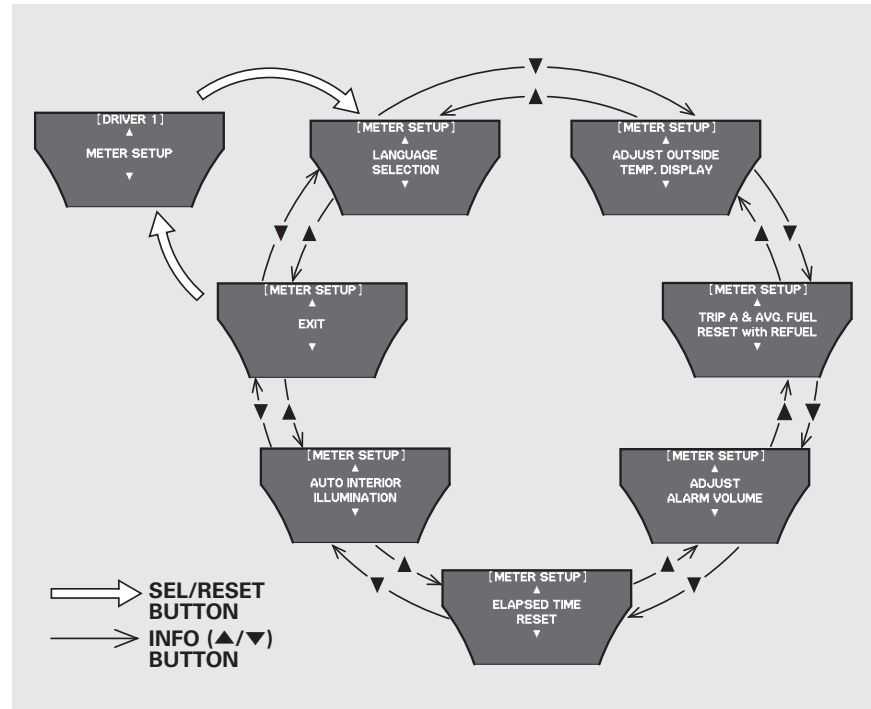 [DRIVER 1]
▲
METER SETUP
▼
[METER SETUP]
▲
LANGUAGE
SELECTION
▼
▼
▲
[METER SETUP]
▲
ADJUST OUTSIDE
TEMP. DISPLAY
▼
▼
▲
▲
▼
[METER SETUP]
▲
EXIT
▼
[METER SETUP]
▲
TRIP A & AVG. FUEL
RESET with REFUEL
▼
▼
▲
▲
▼
[METER SETUP]
▲
AUTO INTERIOR
ILLUMINATION
▼
[METER SETUP]
▲
ADJUST
ALARM VOLUME
▼
▲
▼
▲
▼
[METER SETUP]
▲
ELAPSED TIME
RESET
▼
SEL/RESET
BUTTON
INFO (▲/▼)
BUTTON